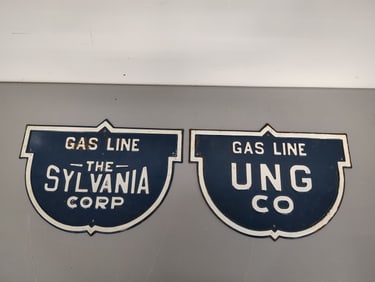 GAS LINE
-THE-
SYLVANIA
CORP
GAS LINE
UNG
CO